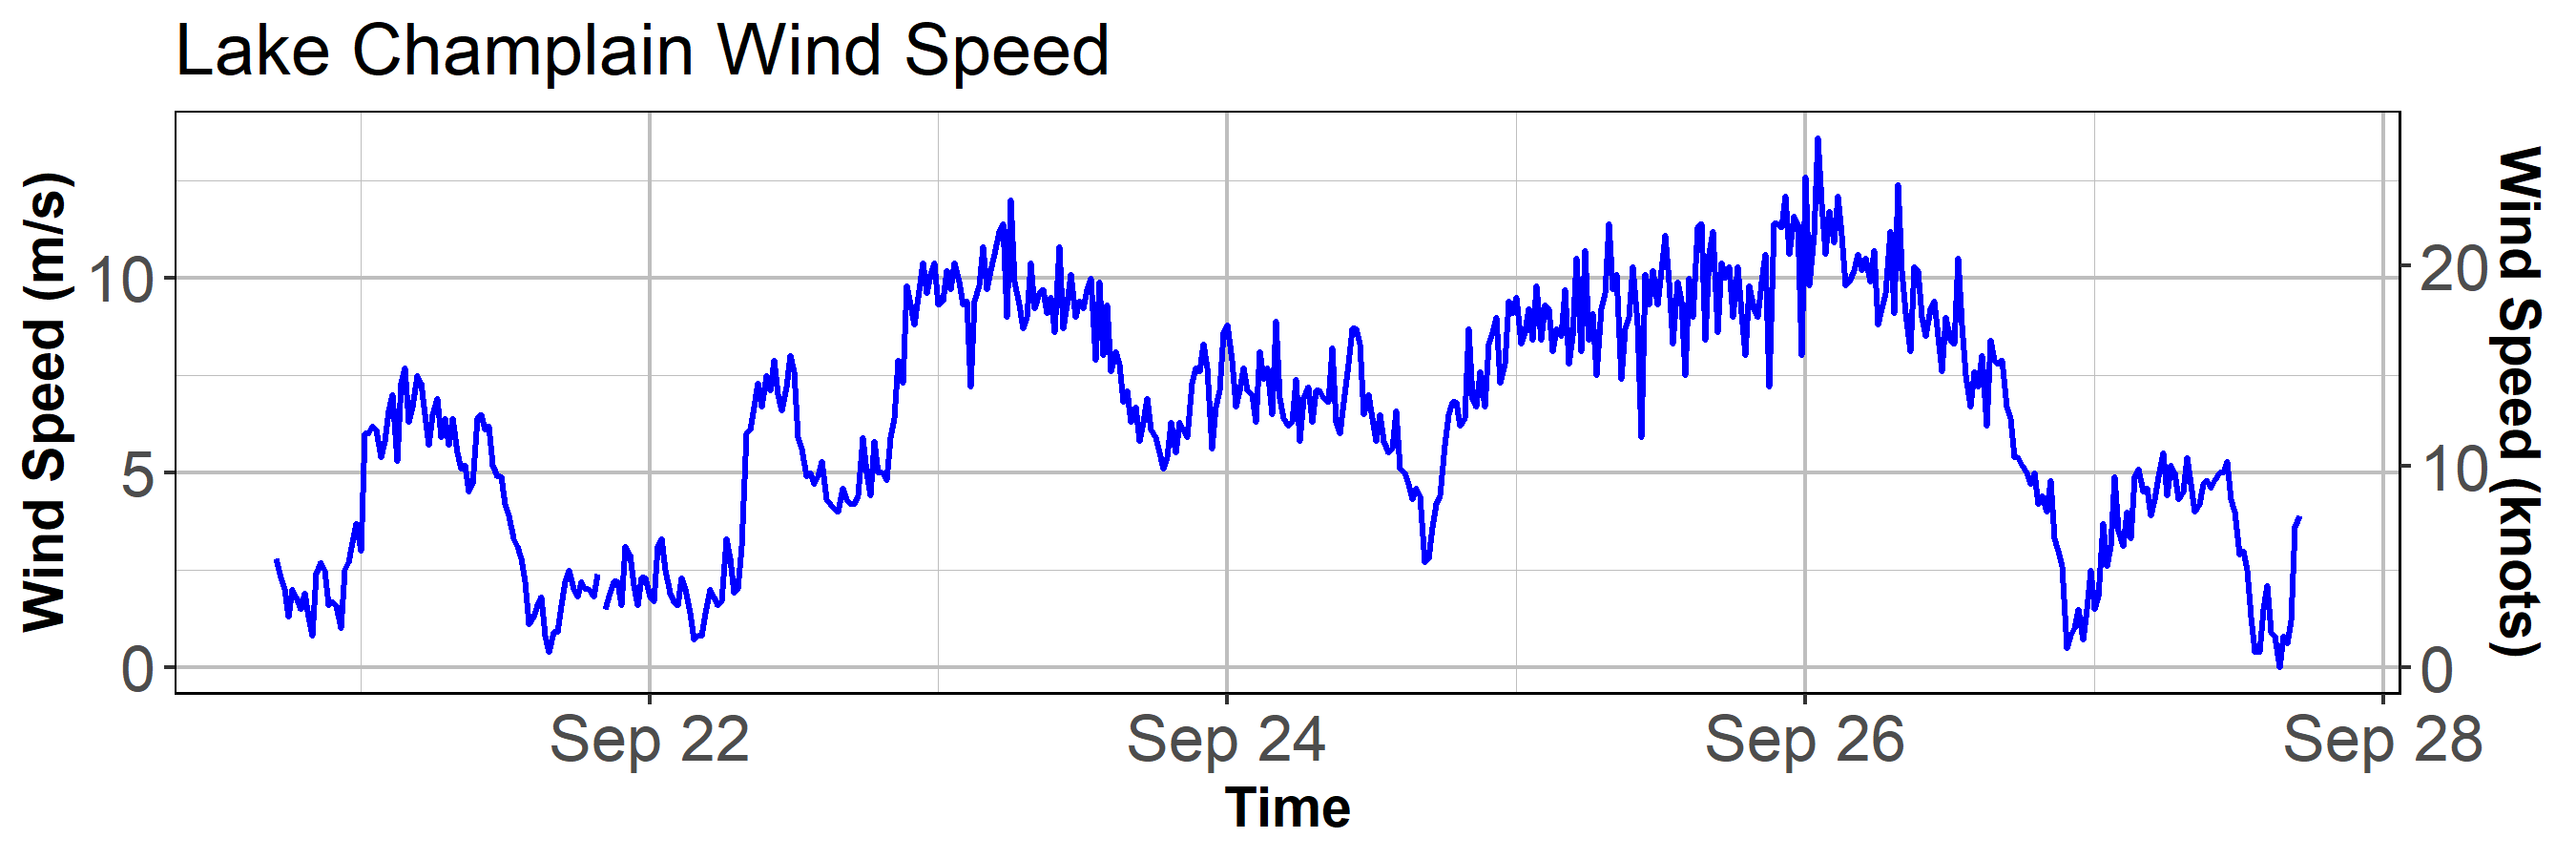 Lake Champlain Wind Speed
Wind Speed (m/s)
10
5
0
20
10
0
Wind Speed (knots)
Sep 22
Sep 24
Sep 26
Sep 28
Time